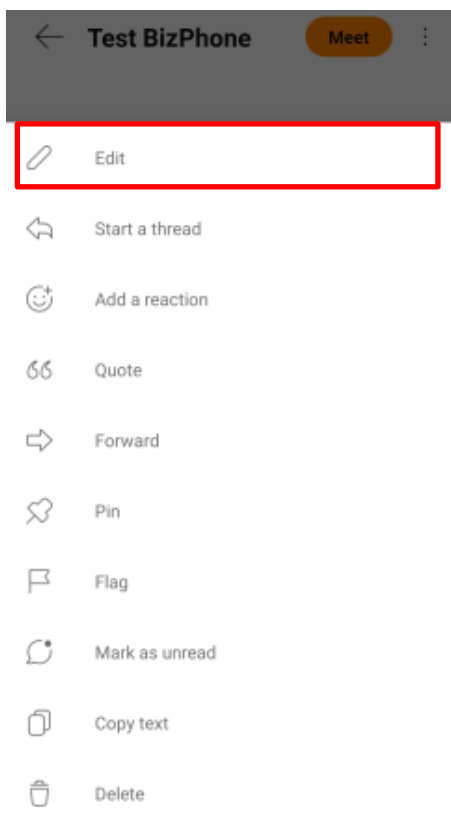 Test BizPhone Meet
Edit
Start a thread
Add a reaction
Quote
Forward
Pin
Flag
Mark as unread
Copy text
Delete